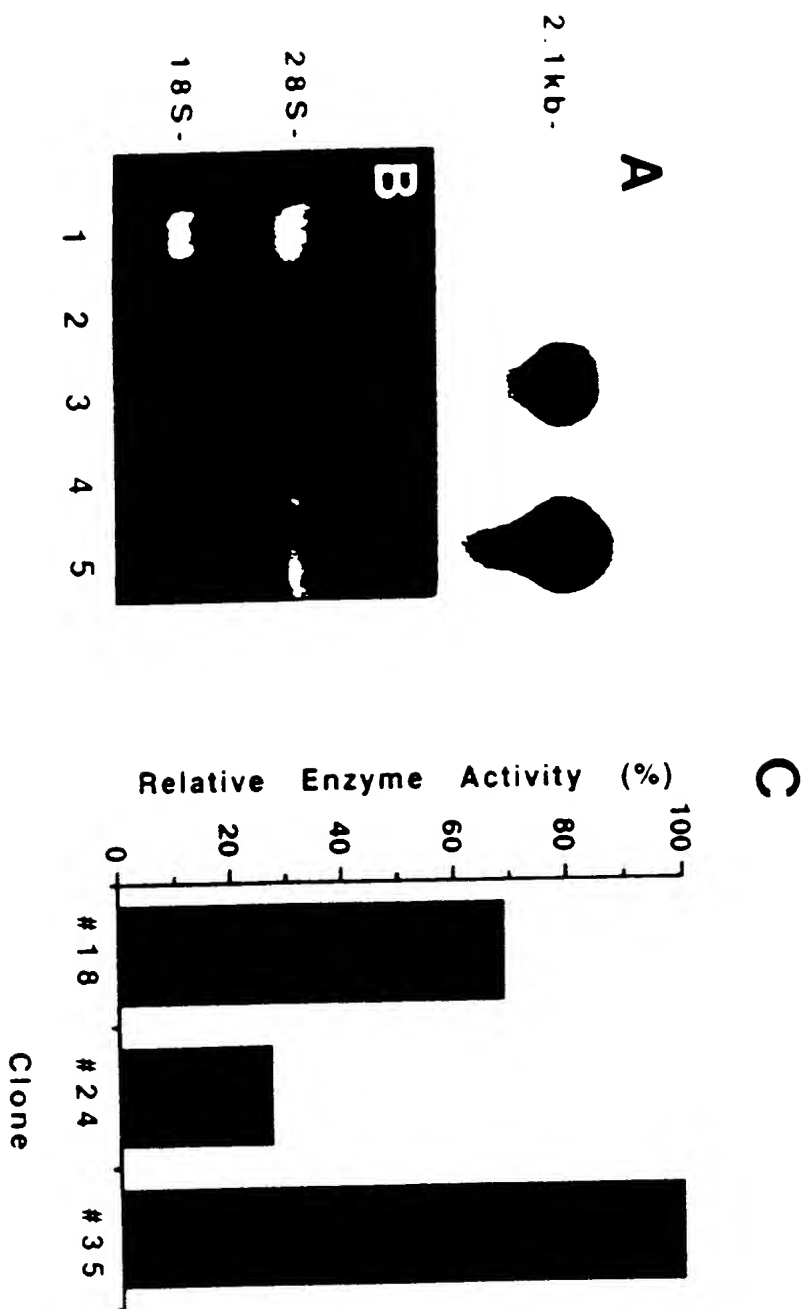 A
2.1kb-
B
28S-
18S-
1 2 3 4 5
C
Relative Enzyme Activity (%)
100
80
60
40
20
0
#18 #24 #35
Clone